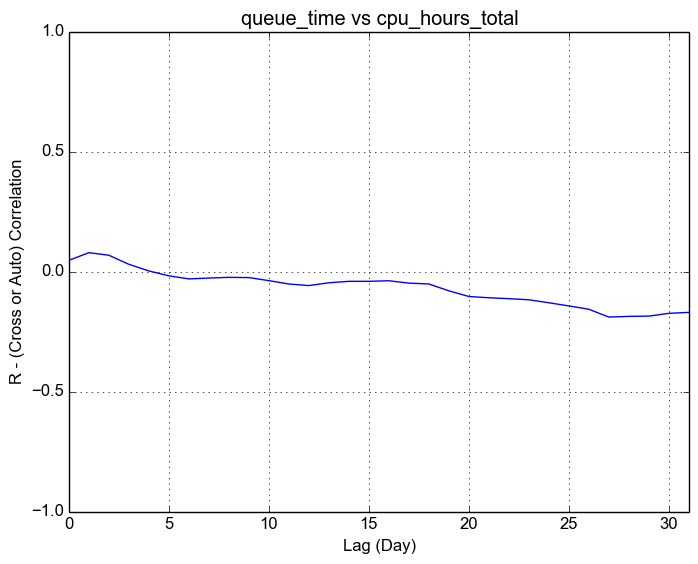 queue_time vs cpu_hours_total
1.0
0.5
0.0
−0.5
−1.0
R - (Cross or Auto) Correlation
0 5 10 15 20 25 30
Lag (Day)